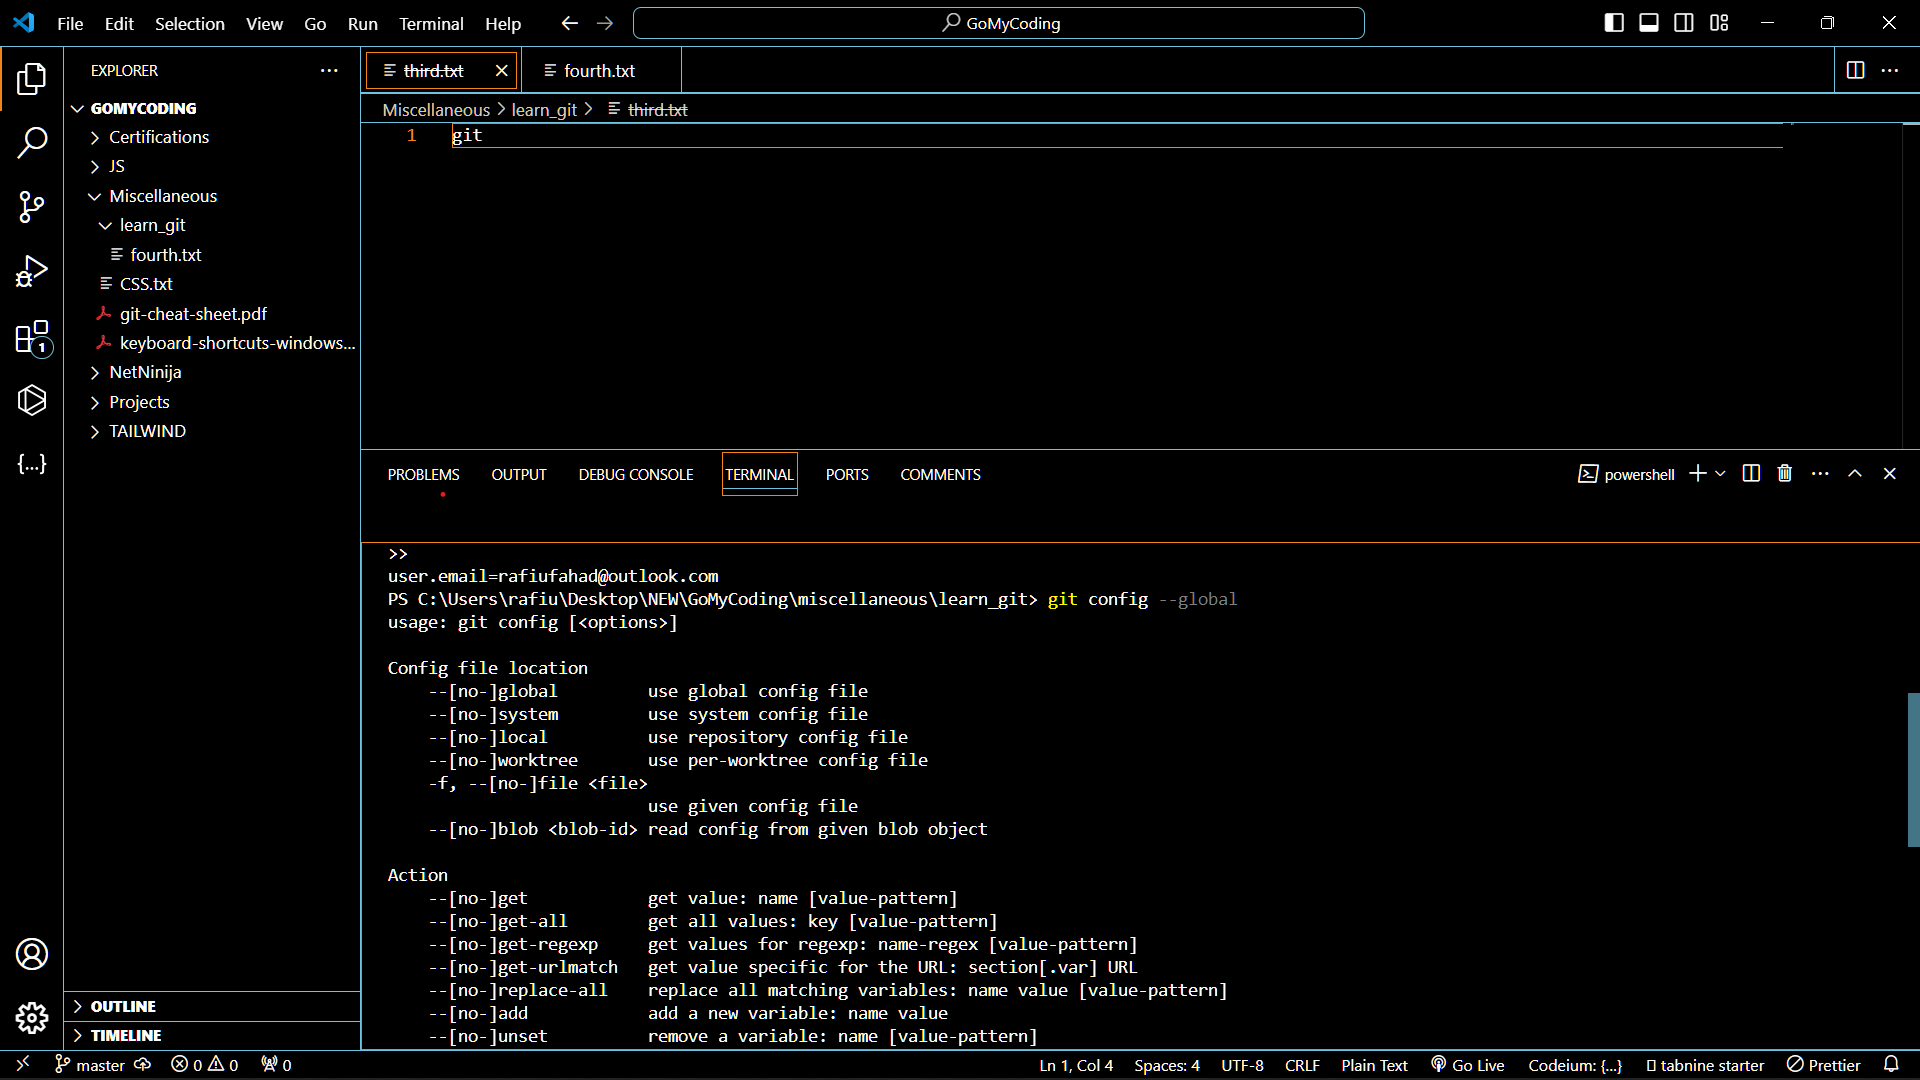 File Edit Selection View Go Run Terminal Help GoMyCoding
EXPLORER
GOMYCODING
Certifications
JS
Miscellaneous
learn_git
fourth.txt
CSS.txt
git-cheat-sheet.pdf
keyboard-shortcuts-windows...
NetNinija
Projects
TAILWIND
OUTLINE
TIMELINE
1
{...}
third.txt fourth.txt
Miscellaneous > learn_git > third.txt
1 git
PROBLEMS OUTPUT DEBUG CONSOLE TERMINAL PORTS COMMENTS powershell
>>
user.email=rafiufahad@outlook.com
PS C:\Users\rafiu\Desktop\NEW\GoMyCoding\miscellaneous\learn_git> git config --global
usage: git config [<options>]
Config file location
--[no-]global use global config file
--[no-]system use system config file
--[no-]local use repository config file
--[no-]worktree use per-worktree config file
-f, --[no-]file <file>
use given config file
--[no-]blob <blob-id> read config from given blob object
Action
--[no-]get get value: name [value-pattern]
--[no-]get-all get all values: key [value-pattern]
--[no-]get-regexp get values for regexp: name-regex [value-pattern]
--[no-]get-urlmatch get value specific for the URL: section[.var] URL
--[no-]replace-all replace all matching variables: name value [value-pattern]
--[no-]add add a new variable: name value
--[no-]unset remove a variable: name [value-pattern]
master 0 0 0 Ln 1, Col 4 Spaces: 4 UTF-8 CRLF Plain Text Go Live Codeium: {...} tabnine starter Prettier